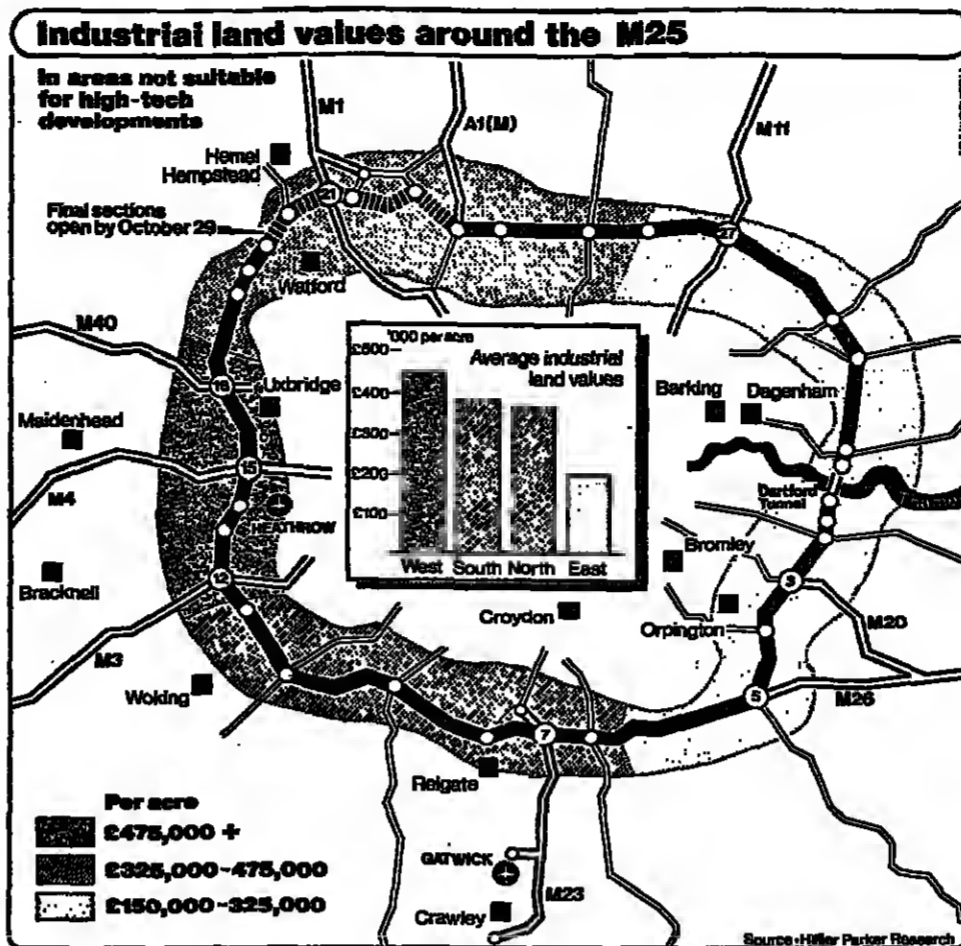 Industrial land values around the M25
In areas not suitable
for high-tech
developments
M1
A1(M)
M11
Hemel
Hempstead
21
27
Final sections
open by October 29
Watford
M40
'000 per acre
£500
Average industrial
land values
16
Uxbridge
£400
Barking
Dagenham
Maidenhead
£300
15
£200
M4
HEATHROW
£100
Dartford
Tunnel
West South North East
Bromley
12
Bracknell
3
Croydon
Orpington
M20
M3
Woking
5
M26
7
Reigate
Per acre
£475,000 +
£325,000-475,000
£150,000-325,000
GATWICK
M23
Crawley
Source: Hillier Parker Research